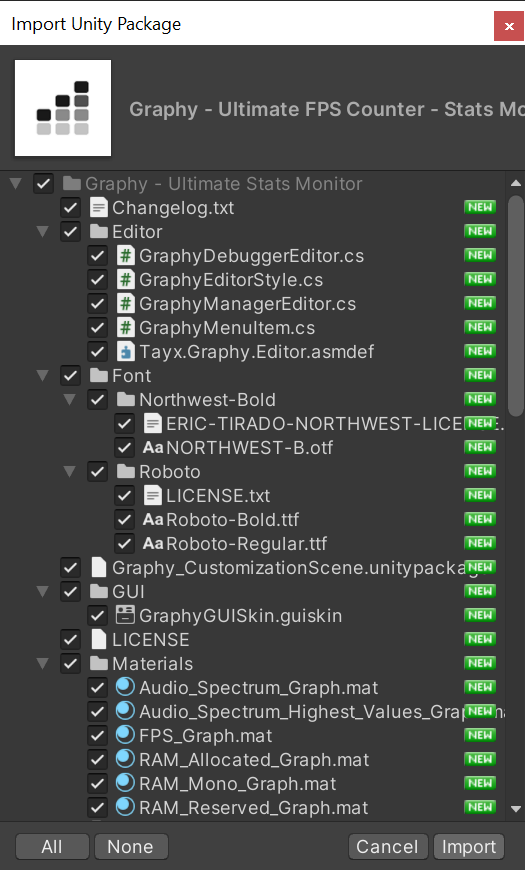 Import Unity Package
Graphy - Ultimate FPS Counter - Stats Mo
Graphy - Ultimate Stats Monitor
Changelog.txt NEW
Editor
GraphyDebuggerEditor.cs NEW
GraphyEditorStyle.cs NEW
GraphyManagerEditor.cs NEW
GraphyMenuItem.cs NEW
Tayx.Graphy.Editor.asmdef NEW
Font NEW
Northwest-Bold NEW
ERIC-TIRADO-NORTHWEST-LICENSE. NEW
Aa NORTHWEST-B.otf NEW
Roboto NEW
LICENSE.txt NEW
Aa Roboto-Bold.ttf NEW
Aa Roboto-Regular.ttf NEW
Graphy_CustomizationScene.unitypackage NEW
GUI NEW
GraphyGUISkin.guiskin NEW
LICENSE NEW
Materials NEW
Audio_Spectrum_Graph.mat NEW
Audio_Spectrum_Highest_Values_Graph.ma NEW
FPS_Graph.mat NEW
RAM_Allocated_Graph.mat NEW
RAM_Mono_Graph.mat NEW
RAM_Reserved_Graph.mat NEW
All None Cancel Import